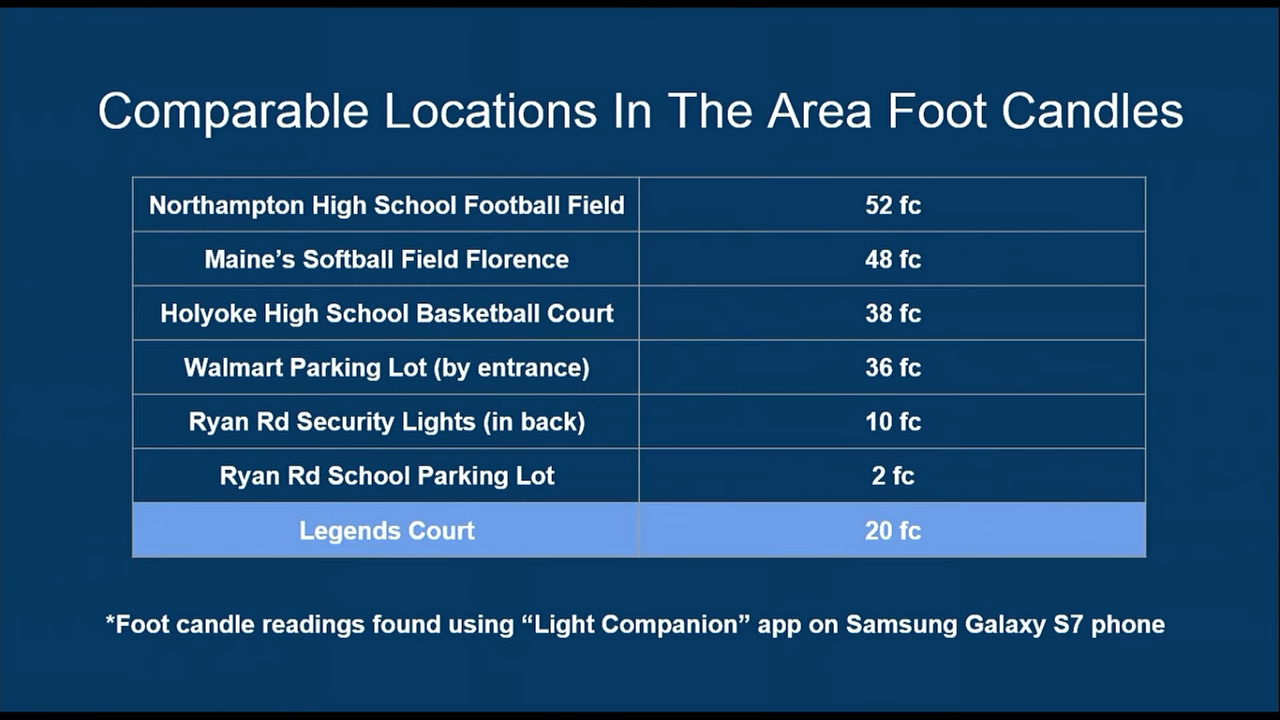 Comparable Locations In The Area Foot Candles
Northampton High School Football Field 52 fc
Maine’s Softball Field Florence 48 fc
Holyoke High School Basketball Court 38 fc
Walmart Parking Lot (by entrance) 36 fc
Ryan Rd Security Lights (in back) 10 fc
Ryan Rd School Parking Lot 2 fc
Legends Court 20 fc
*Foot candle readings found using “Light Companion” app on Samsung Galaxy S7 phone